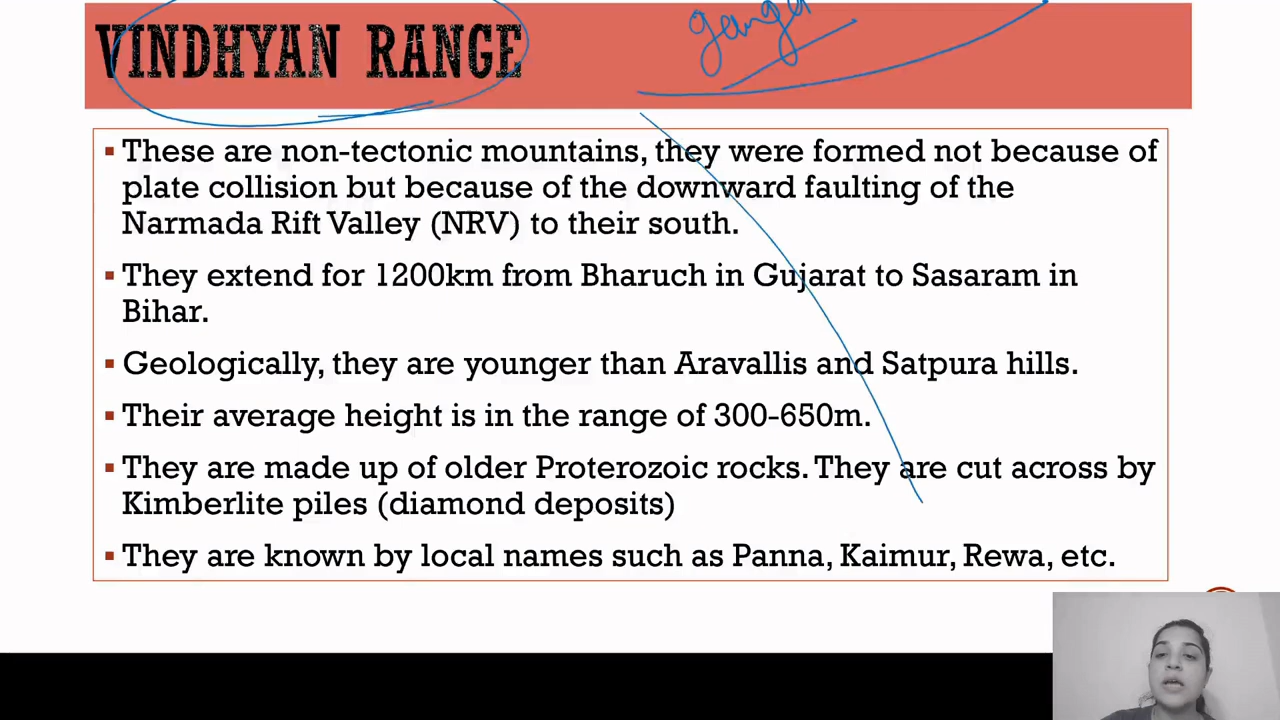 VINDHYAN RANGE
ganga
▪ These are non-tectonic mountains, they were formed not because of
plate collision but because of the downward faulting of the
Narmada Rift Valley (NRV) to their south.
▪ They extend for 1200km from Bharuch in Gujarat to Sasaram in
Bihar.
▪ Geologically, they are younger than Aravallis and Satpura hills.
▪ Their average height is in the range of 300-650m.
▪ They are made up of older Proterozoic rocks. They are cut across by
Kimberlite piles (diamond deposits)
▪ They are known by local names such as Panna, Kaimur, Rewa, etc.